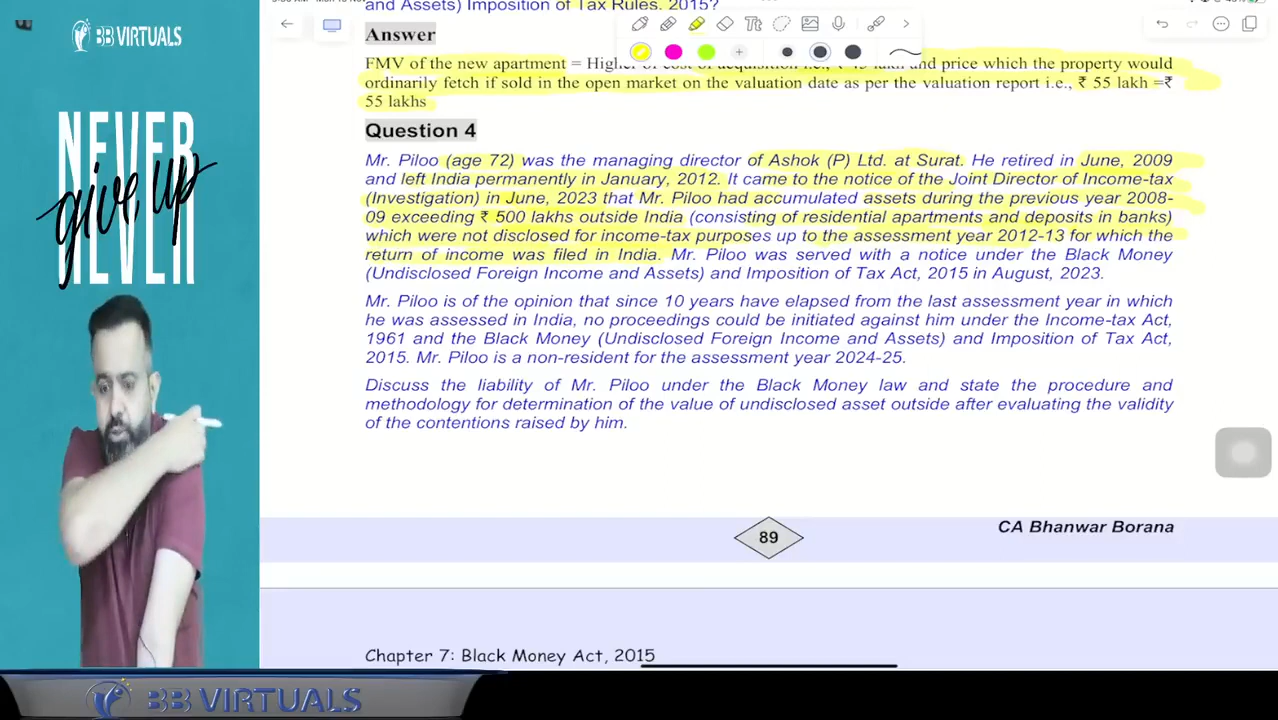 and Assets) Imposition of Tax Rules, 2015?
BB VIRTUALS
Answer
FMV of the new apartment = Higher of cost of acquisition i.e., ₹ 45 lakh and price which the property would
ordinarily fetch if sold in the open market on the valuation date as per the valuation report i.e., ₹ 55 lakh =₹
55 lakhs
Question 4
Mr. Piloo (age 72) was the managing director of Ashok (P) Ltd. at Surat. He retired in June, 2009
and left India permanently in January, 2012. It came to the notice of the Joint Director of Income-tax
(Investigation) in June, 2023 that Mr. Piloo had accumulated assets during the previous year 2008-
09 exceeding ₹ 500 lakhs outside India (consisting of residential apartments and deposits in banks)
which were not disclosed for income-tax purposes up to the assessment year 2012-13 for which the
return of income was filed in India. Mr. Piloo was served with a notice under the Black Money
(Undisclosed Foreign Income and Assets) and Imposition of Tax Act, 2015 in August, 2023.
Mr. Piloo is of the opinion that since 10 years have elapsed from the last assessment year in which
he was assessed in India, no proceedings could be initiated against him under the Income-tax Act,
1961 and the Black Money (Undisclosed Foreign Income and Assets) and Imposition of Tax Act,
2015. Mr. Piloo is a non-resident for the assessment year 2024-25.
Discuss the liability of Mr. Piloo under the Black Money law and state the procedure and
methodology for determination of the value of undisclosed asset outside after evaluating the validity
of the contentions raised by him.
NEVER
give up
NEVER
89
CA Bhanwar Borana
Chapter 7: Black Money Act, 2015
BB VIRTUALS